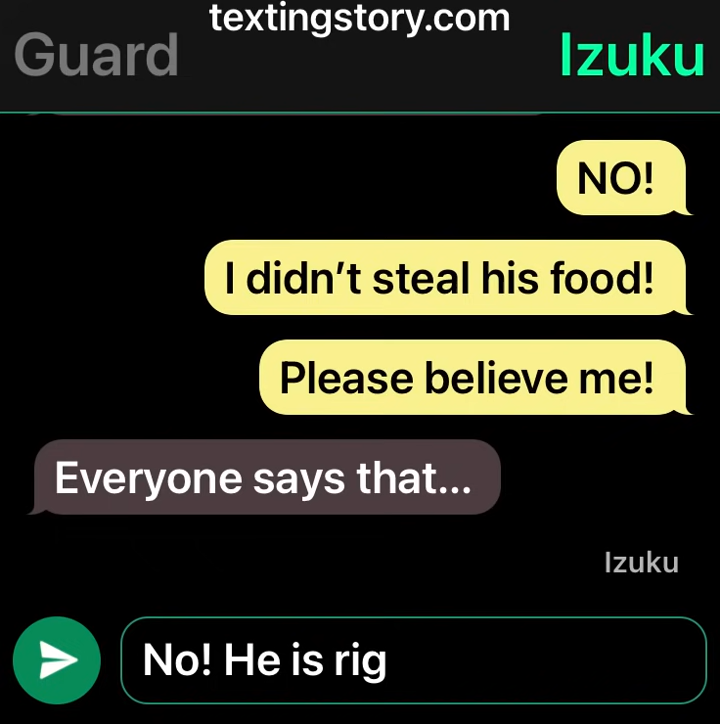 textingstory.com
Guard
Izuku
NO!
I didn’t steal his food!
Please believe me!
Everyone says that...
Izuku
No! He is rig